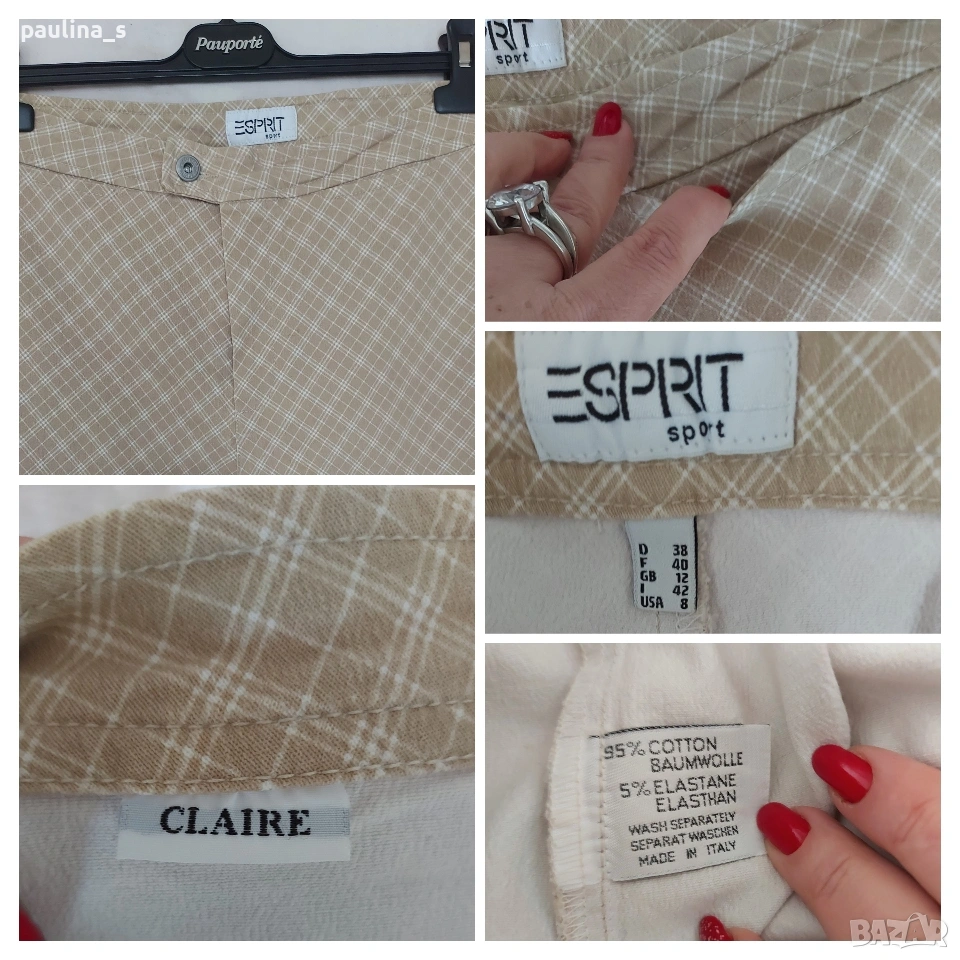 paulina_s
Pauporté
ESPRIT
sport
PRIT
sport
ESPRIT
sport
D 38
F 40
GB 12
I 42
USA 8
CLAIRE
95% COTTON
BAUMWOLLE
5% ELASTANE
ELASTHAN
WASH SEPARATELY
SEPARAT WASCHEN
MADE IN ITALY
BAZAR